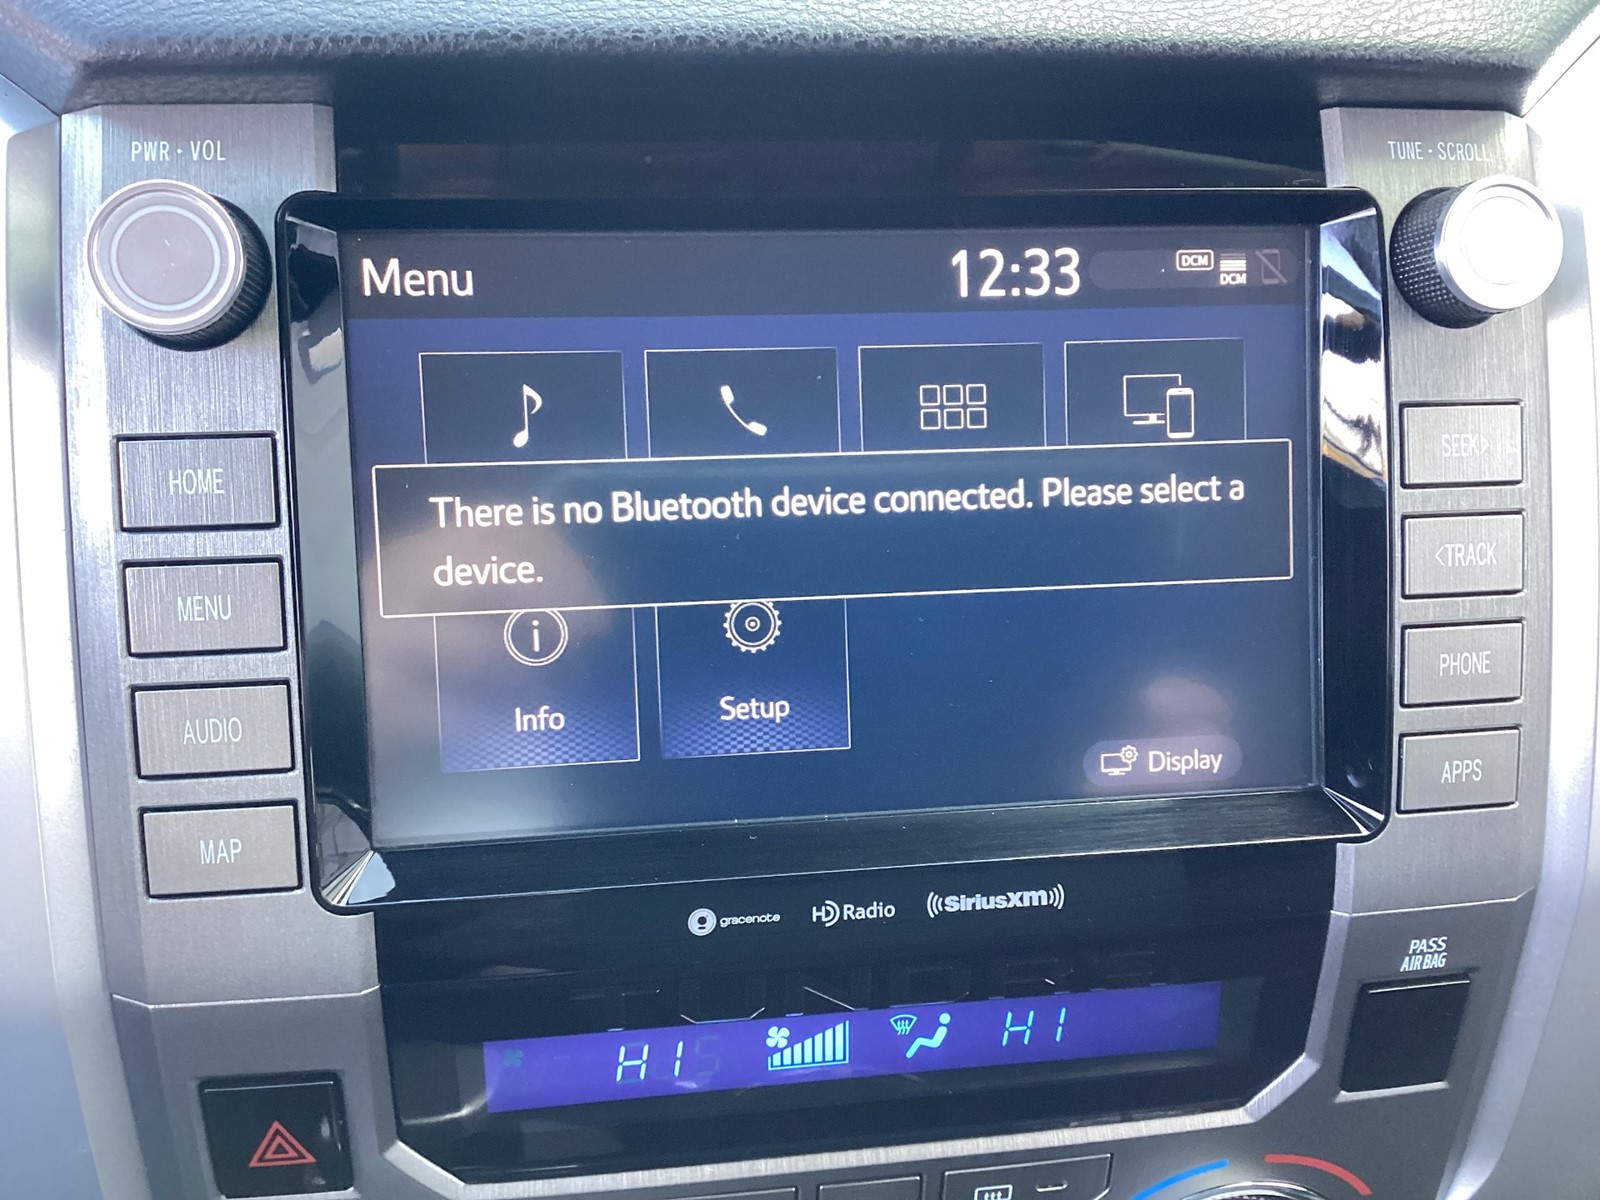 PWR • VOL
TUNE • SCROLL
Menu
12:33
DCM
DCM
HOME
MENU
AUDIO
MAP
SEEK>
<TRACK
PHONE
APPS
There is no Bluetooth device connected. Please select a
device.
Info
Setup
Display
gracenote
HD Radio
((SiriusXM))
PASS
AIR BAG
TUNDRA
HI
HI